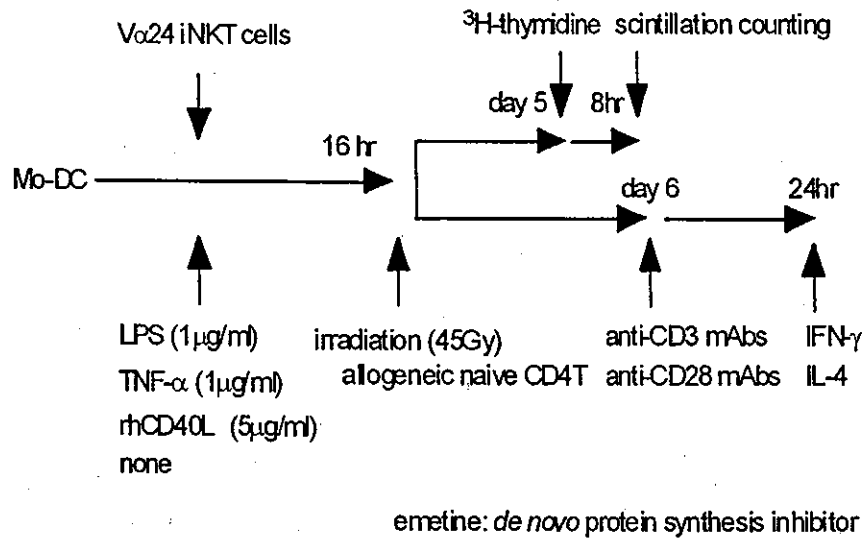 Vα24 iNKT cells
³H-thymidine scintillation counting
day 5 8hr
16 hr
Mo-DC
day 6 24hr
LPS (1μg/ml)
TNF-α (1μg/ml)
rhCD40L (5μg/ml)
none
irradiation (45Gy)
allogeneic naive CD4T
anti-CD3 mAbs
anti-CD28 mAbs
IFN-γ
IL-4
emetine: de novo protein synthesis inhibitor